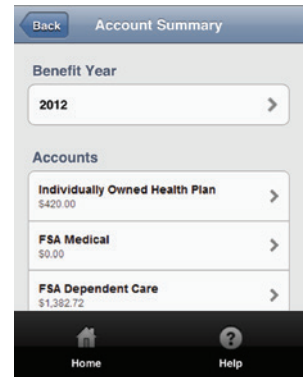 Back
Account Summary
Benefit Year
2012
Accounts
Individually Owned Health Plan
$420.00
FSA Medical
$0.00
FSA Dependent Care
$1,382.72
?
Home
Help